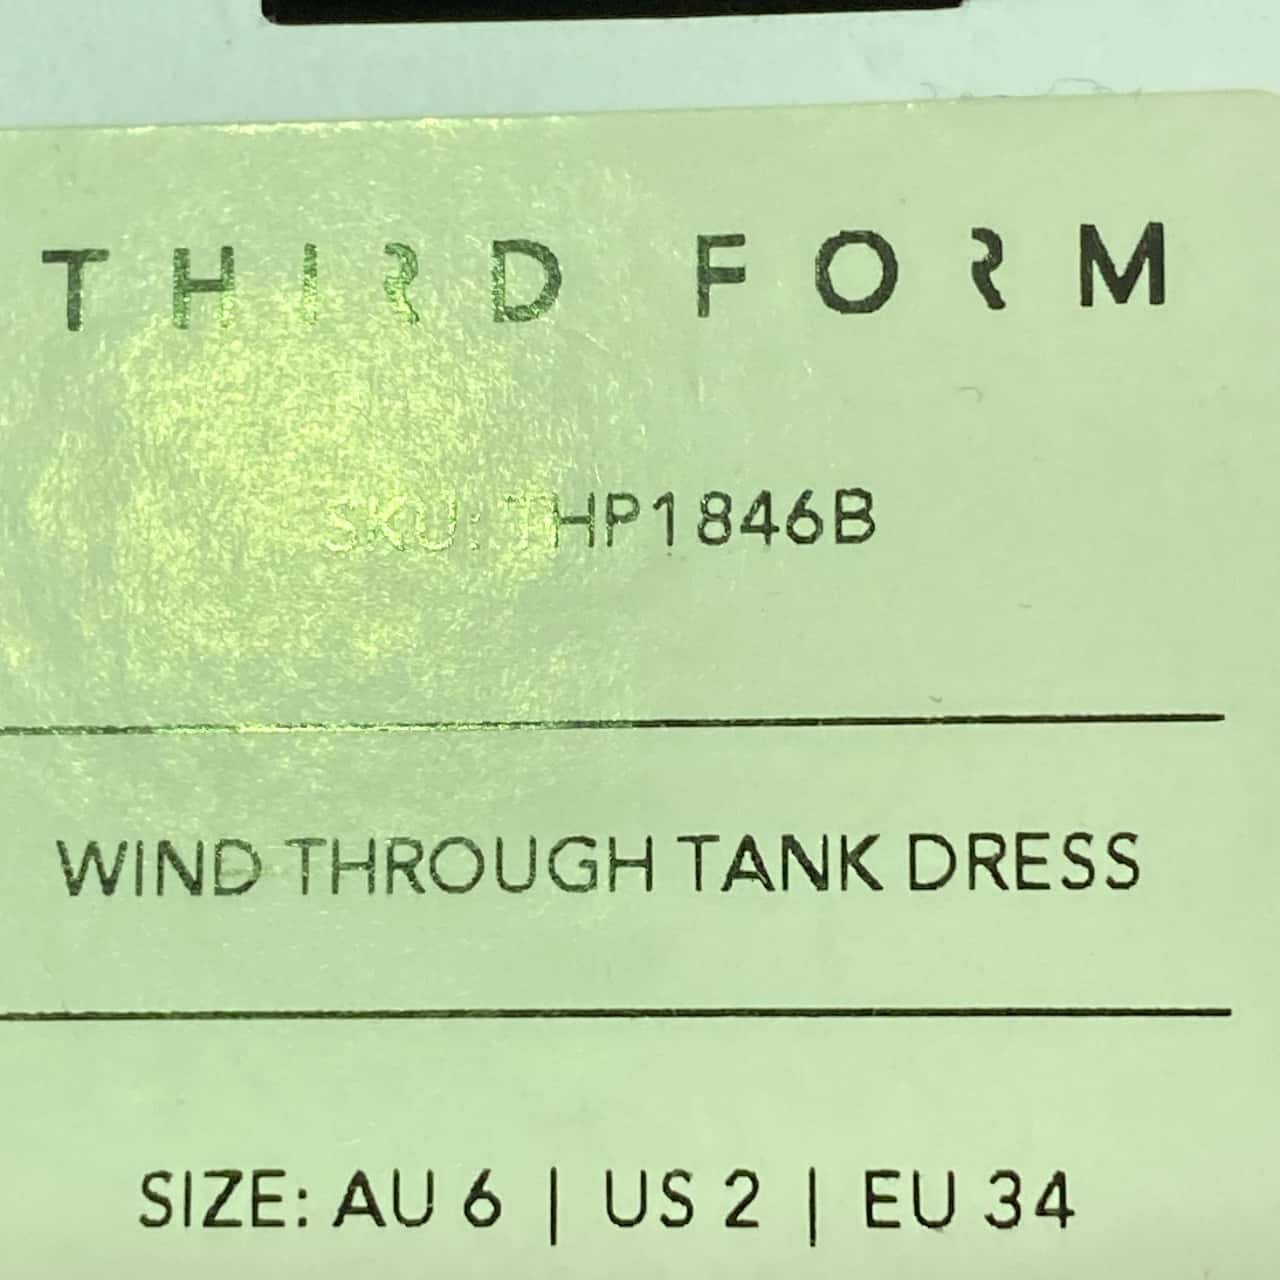 THIRD FORM
SKU: THP1846B
WIND THROUGH TANK DRESS
SIZE: AU 6 | US 2 | EU 34